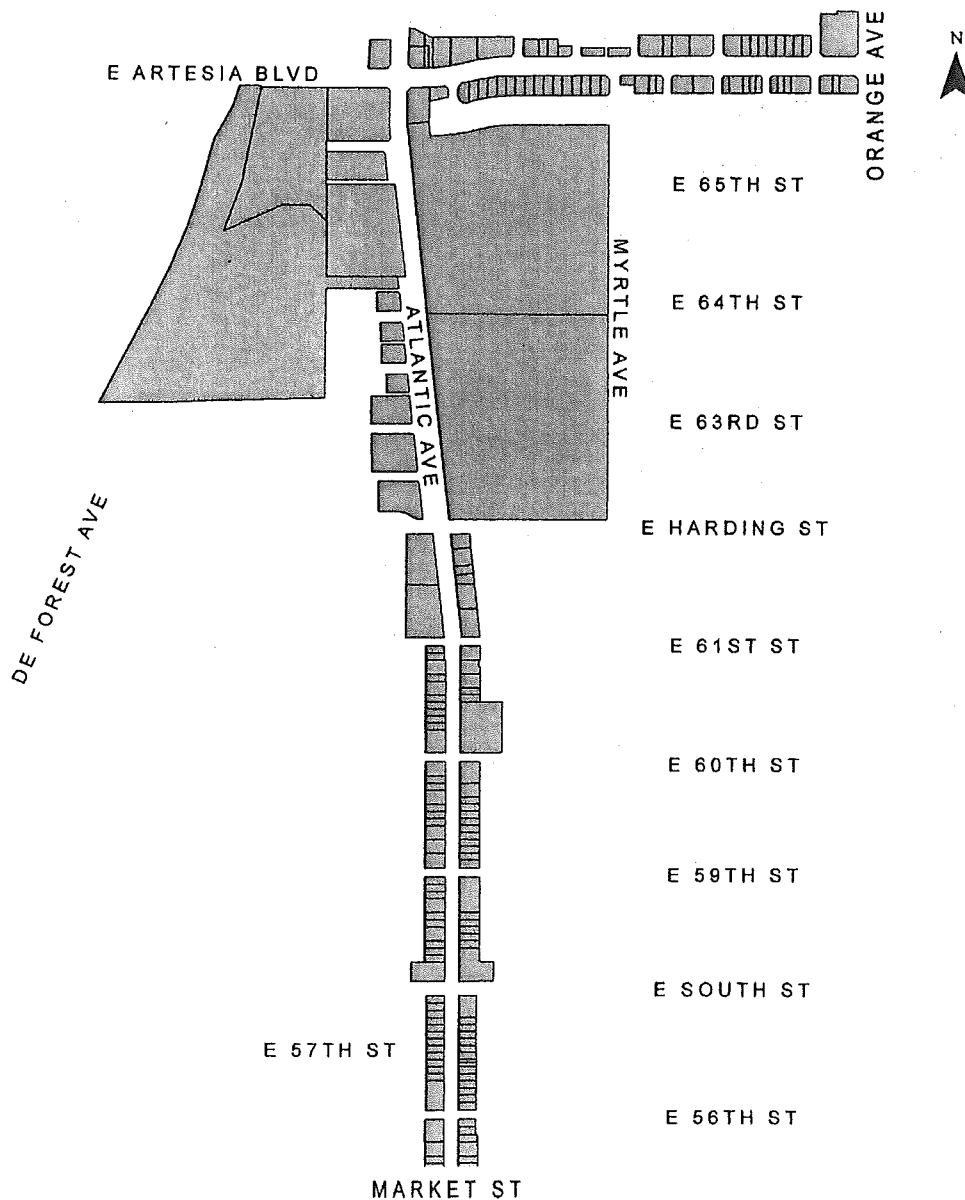 N
E ARTESIA BLVD
ORANGE AVE
E 65TH ST
MYRTLE AVE
E 64TH ST
ATLANTIC AVE
E 63RD ST
DE FOREST AVE
E HARDING ST
E 61ST ST
E 60TH ST
E 59TH ST
E SOUTH ST
E 57TH ST
E 56TH ST
MARKET ST